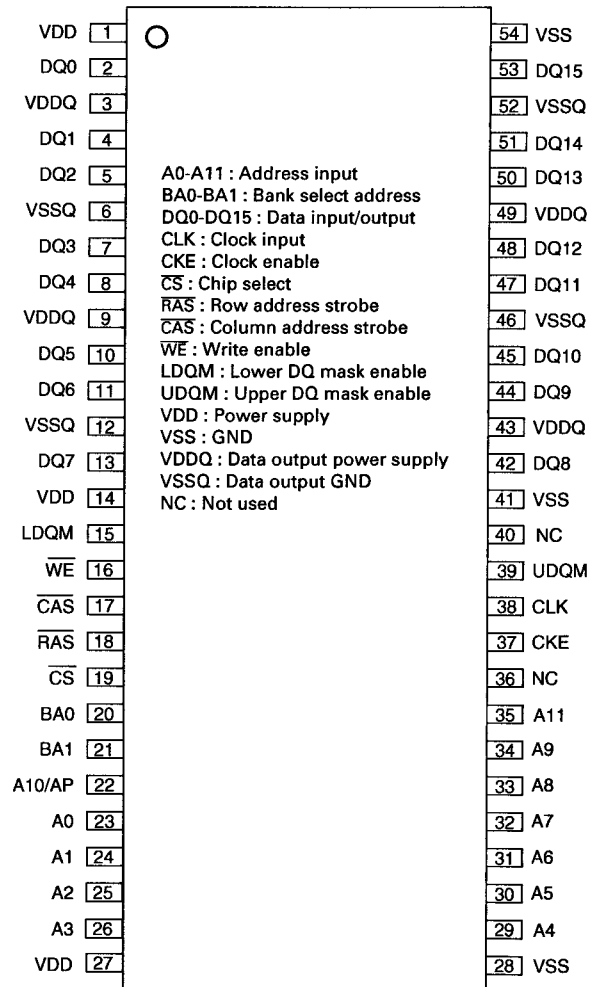 VDD 1
DQ0 2
VDDQ 3
DQ1 4
DQ2 5
VSSQ 6
DQ3 7
DQ4 8
VDDQ 9
DQ5 10
DQ6 11
VSSQ 12
DQ7 13
VDD 14
LDQM 15
W̅E̅ 16
C̅A̅S̅ 17
R̅A̅S̅ 18
C̅S̅ 19
BA0 20
BA1 21
A10/AP 22
A0 23
A1 24
A2 25
A3 26
VDD 27
A0-A11 : Address input
BA0-BA1 : Bank select address
DQ0-DQ15 : Data input/output
CLK : Clock input
CKE : Clock enable
C̅S̅ : Chip select
R̅A̅S̅ : Row address strobe
C̅A̅S̅ : Column address strobe
W̅E̅ : Write enable
LDQM : Lower DQ mask enable
UDQM : Upper DQ mask enable
VDD : Power supply
VSS : GND
VDDQ : Data output power supply
VSSQ : Data output GND
NC : Not used
54 VSS
53 DQ15
52 VSSQ
51 DQ14
50 DQ13
49 VDDQ
48 DQ12
47 DQ11
46 VSSQ
45 DQ10
44 DQ9
43 VDDQ
42 DQ8
41 VSS
40 NC
39 UDQM
38 CLK
37 CKE
36 NC
35 A11
34 A9
33 A8
32 A7
31 A6
30 A5
29 A4
28 VSS